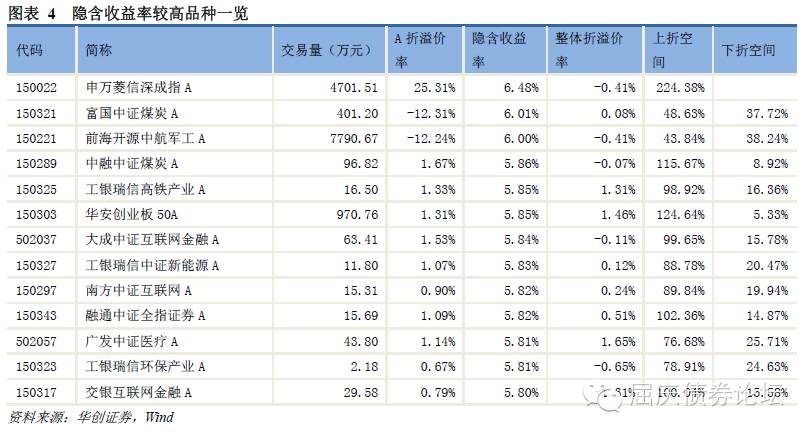 图表 4 隐含收益率较高品种一览
代码 简称 交易量（万元） A 折溢价率 隐含收益率 整体折溢价率 上折空间 下折空间
150022 申万菱信深成指 A 4701.51 25.31% 6.48% -0.41% 224.38%
150321 富国中证煤炭 A 401.20 -12.31% 6.01% 0.08% 48.63% 37.72%
150221 前海开源中航军工 A 7790.67 -12.24% 6.00% -0.41% 43.84% 38.24%
150289 中融中证煤炭 A 96.82 1.67% 5.86% -0.07% 115.67% 8.92%
150325 工银瑞信高铁产业 A 16.50 1.33% 5.85% 1.31% 98.92% 16.36%
150303 华安创业板 50A 970.76 1.31% 5.85% 1.46% 124.64% 5.33%
502037 大成中证互联网金融 A 63.41 1.53% 5.84% -0.11% 99.65% 15.78%
150327 工银瑞信中证新能源 A 11.80 1.07% 5.83% 0.12% 88.78% 20.47%
150297 南方中证互联网 A 15.31 0.90% 5.82% 0.24% 89.84% 19.94%
150343 融通中证全指证券 A 15.69 1.09% 5.82% 0.51% 102.36% 14.87%
502057 广发中证医疗 A 43.80 1.14% 5.81% 1.65% 76.68% 25.71%
150323 工银瑞信环保产业 A 2.18 0.67% 5.81% -0.65% 78.91% 24.63%
150317 交银互联网金融 A 29.58 0.79% 5.80%
屈庆债券论坛
资料来源：华创证券，Wind